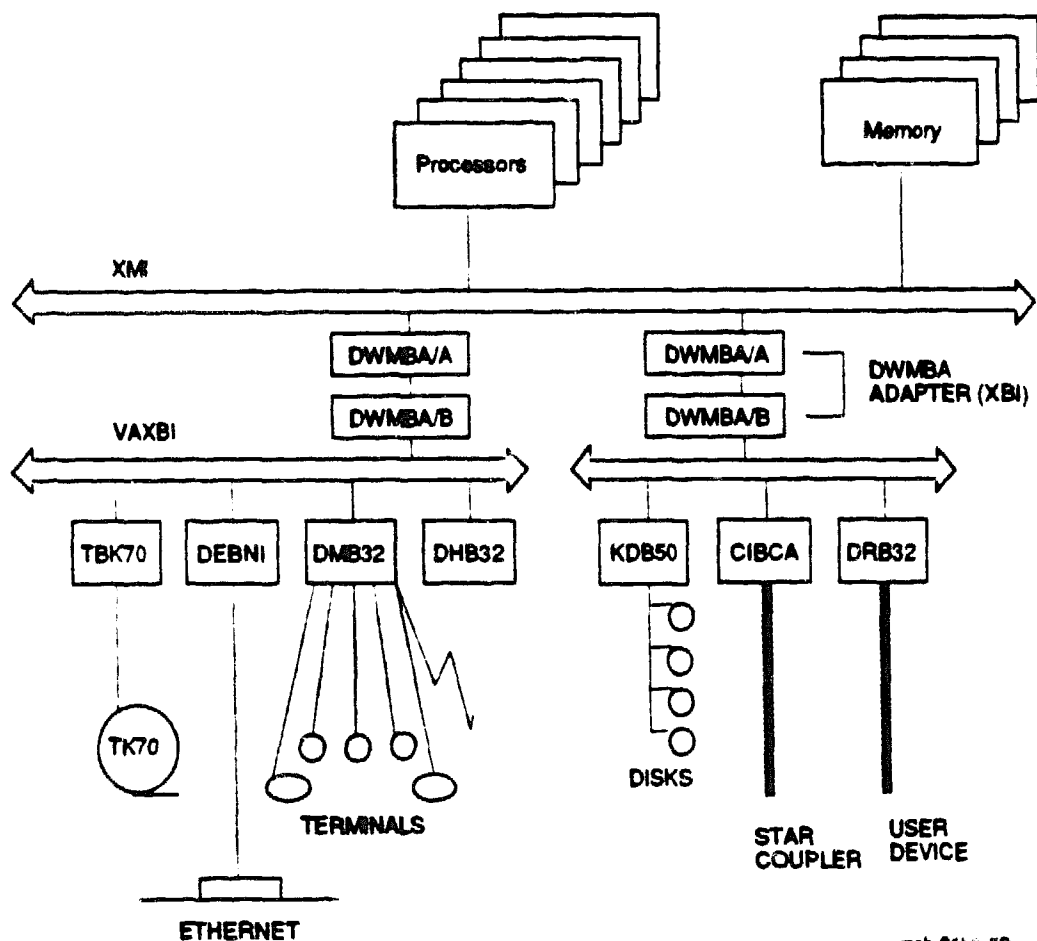 Processors
Memory
XMI
DWMBA/A
DWMBA/A
DWMBA
ADAPTER (XBI)
DWMBA/B
DWMBA/B
VAXBI
TBK70
DEBNI
DMB32
DHB32
KDB50
CIBCA
DRB32
TK70
DISKS
TERMINALS
STAR
COUPLER
USER
DEVICE
ETHERNET